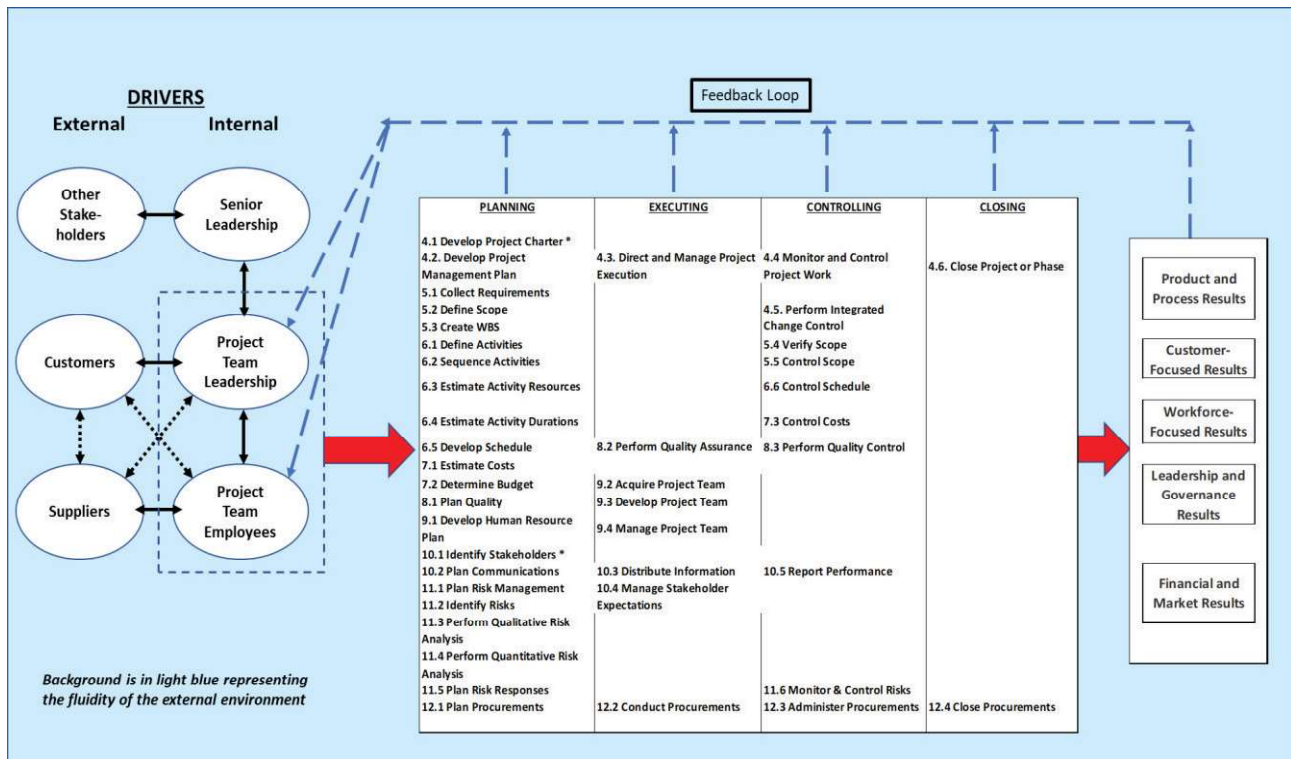 DRIVERS
External
Internal
Other
Stake-
holders
Senior
Leadership
Customers
Project
Team
Leadership
Suppliers
Project
Team
Employees
Background is in light blue representing
the fluidity of the external environment
Feedback Loop
PLANNING
4.1 Develop Project Charter *
4.2. Develop Project
Management Plan
5.1 Collect Requirements
5.2 Define Scope
5.3 Create WBS
6.1 Define Activities
6.2 Sequence Activities
6.3 Estimate Activity Resources
6.4 Estimate Activity Durations
6.5 Develop Schedule
7.1 Estimate Costs
7.2 Determine Budget
8.1 Plan Quality
9.1 Develop Human Resource
Plan
10.1 Identify Stakeholders *
10.2 Plan Communications
11.1 Plan Risk Management
11.2 Identify Risks
11.3 Perform Qualitative Risk
Analysis
11.4 Perform Quantitative Risk
Analysis
11.5 Plan Risk Responses
12.1 Plan Procurements
EXECUTING
4.3. Direct and Manage Project
Execution
8.2 Perform Quality Assurance
9.2 Acquire Project Team
9.3 Develop Project Team
9.4 Manage Project Team
10.3 Distribute Information
10.4 Manage Stakeholder
Expectations
12.2 Conduct Procurements
CONTROLLING
4.4 Monitor and Control
Project Work
4.5. Perform Integrated
Change Control
5.4 Verify Scope
5.5 Control Scope
6.6 Control Schedule
7.3 Control Costs
8.3 Perform Quality Control
10.5 Report Performance
11.6 Monitor & Control Risks
12.3 Administer Procurements
CLOSING
4.6. Close Project or Phase
12.4 Close Procurements
Product and
Process Results
Customer-
Focused Results
Workforce-
Focused Results
Leadership and
Governance
Results
Financial and
Market Results